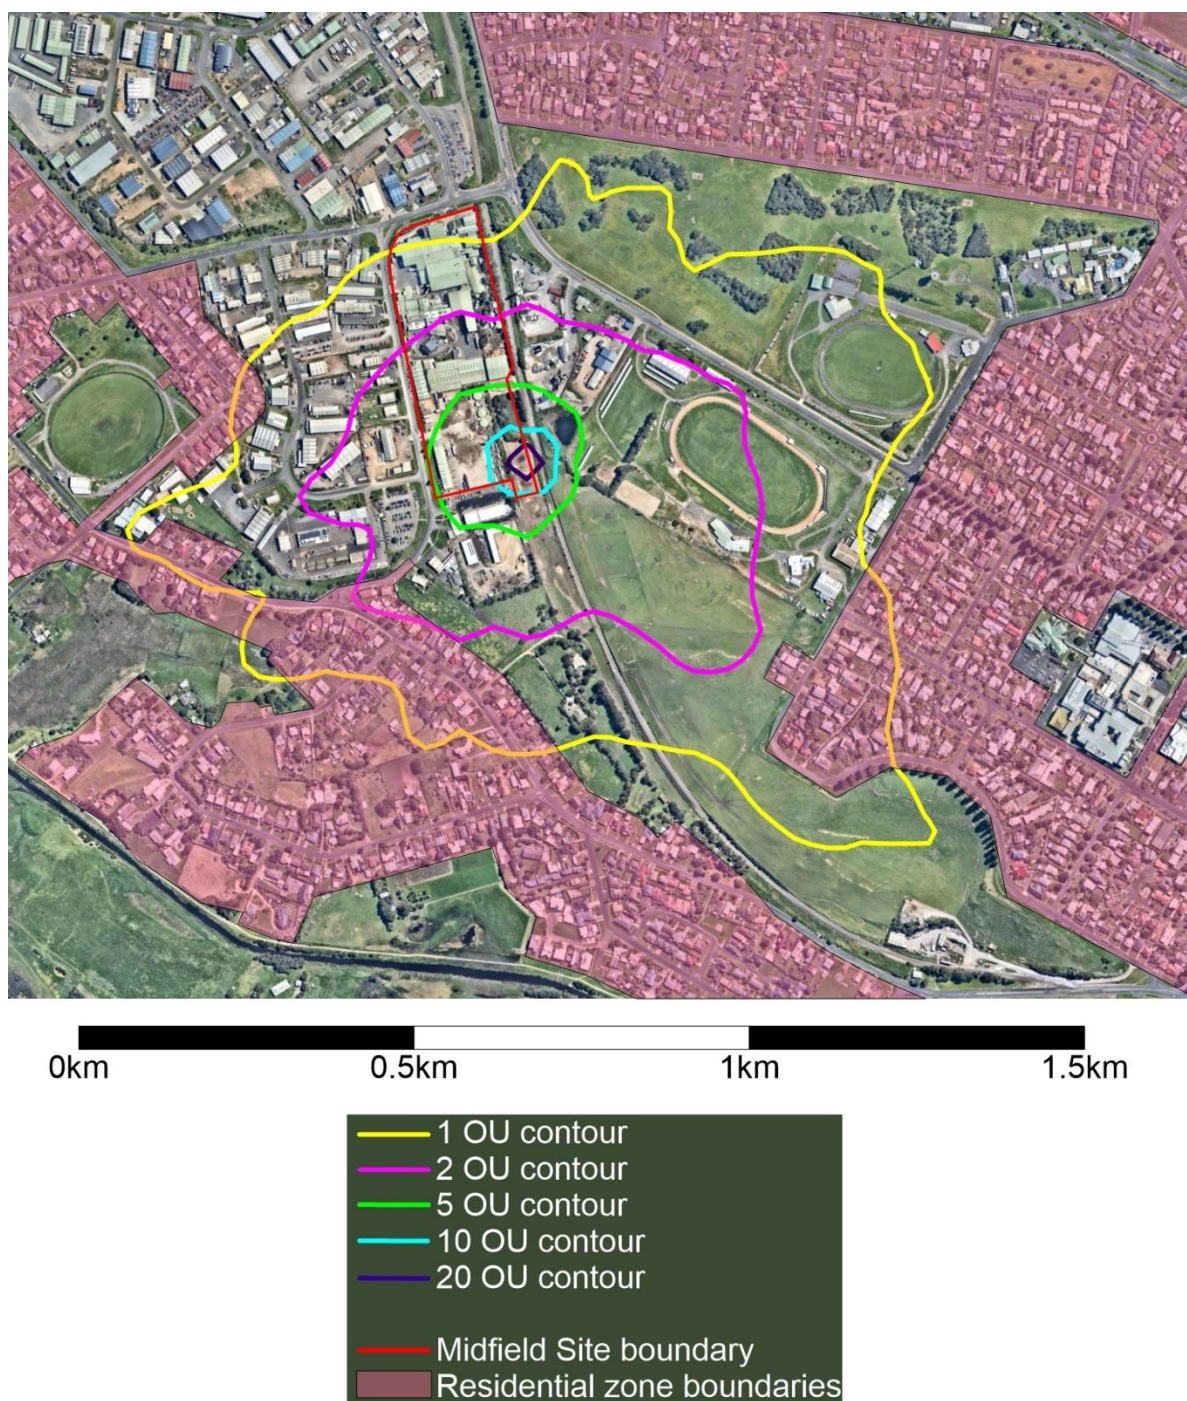 0km 0.5km 1km 1.5km
1 OU contour
2 OU contour
5 OU contour
10 OU contour
20 OU contour
Midfield Site boundary
Residential zone boundaries